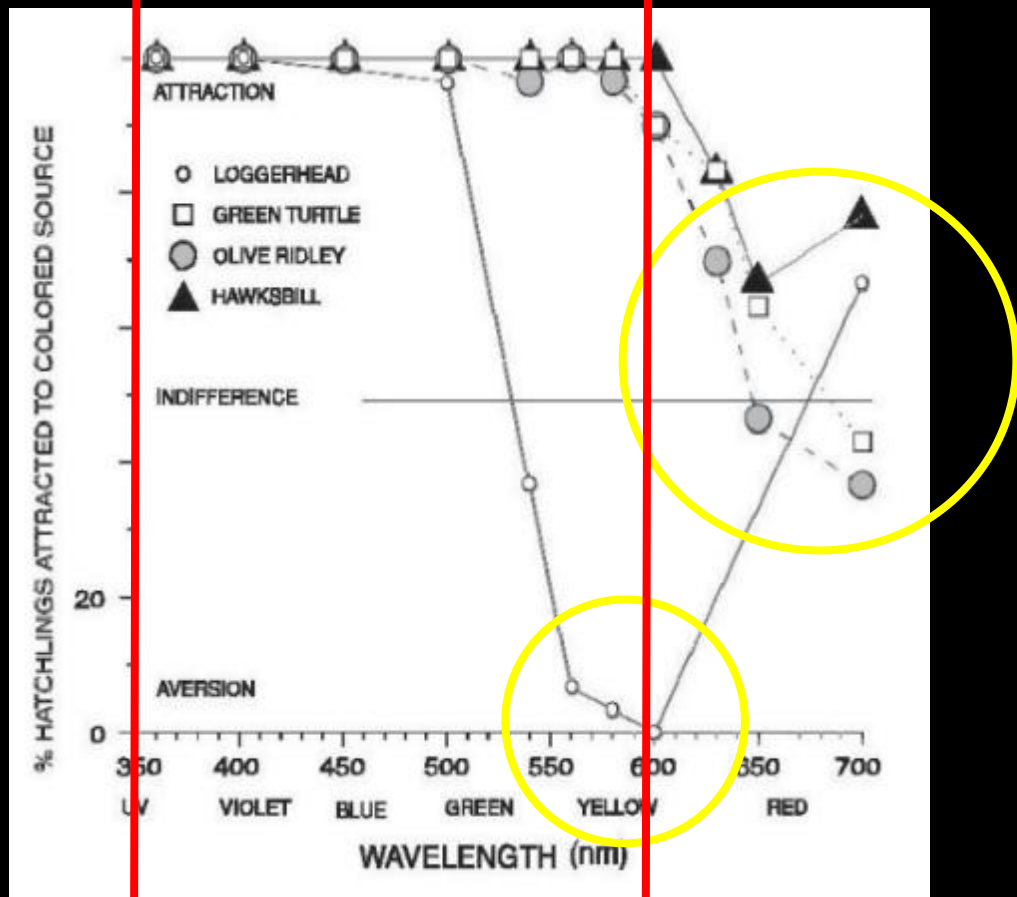 ATTRACTION
LOGGERHEAD
GREEN TURTLE
OLIVE RIDLEY
HAWKSBILL
INDIFFERENCE
AVERSION
% HATCHLINGS ATTRACTED TO COLORED SOURCE
20
0
350 400 450 500 550 600 650 700
UV VIOLET BLUE GREEN YELLOW RED
WAVELENGTH (nm)